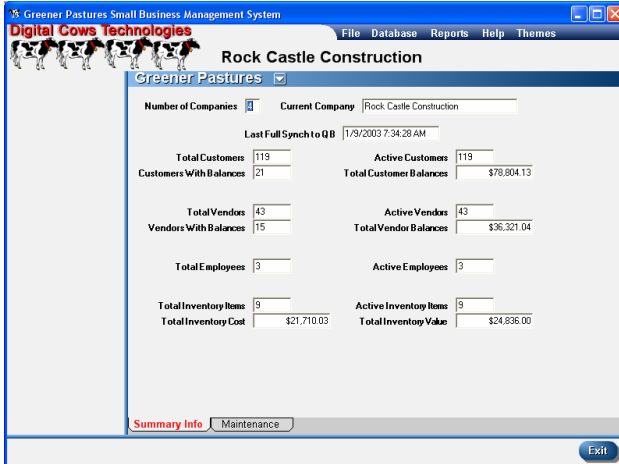 Greener Pastures Small Business Management System
Digital Cows Technologies
File Database Reports Help Themes
Rock Castle Construction
Greener Pastures
Number of Companies 4 Current Company Rock Castle Construction
Last Full Synch to QB 1/9/2003 7:34:28 AM
Total Customers 119 Active Customers 119
Customers With Balances 21 Total Customer Balances $78,804.13
Total Vendors 43 Active Vendors 43
Vendors With Balances 15 Total Vendor Balances $36,321.04
Total Employees 3 Active Employees 3
Total Inventory Items 9 Active Inventory Items 9
Total Inventory Cost $21,710.03 Total Inventory Value $24,836.00
Summary Info Maintenance
Exit